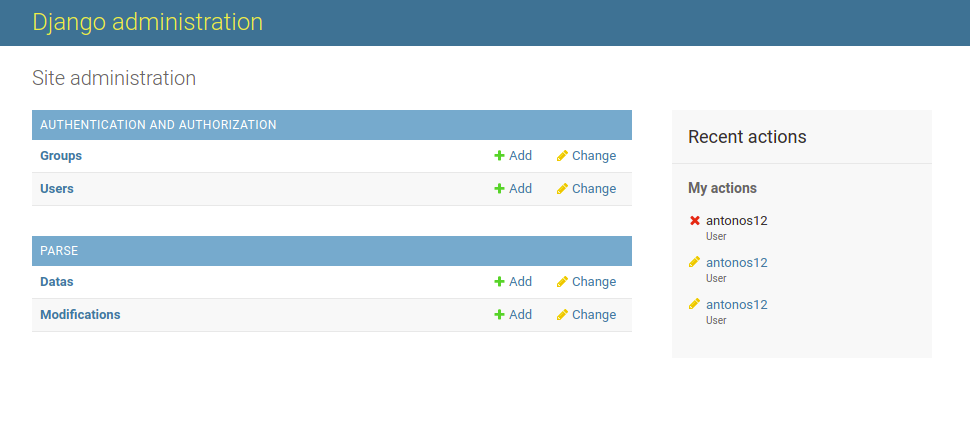 Django administration
Site administration
AUTHENTICATION AND AUTHORIZATION
Groups Add Change
Users Add Change
PARSE
Datas Add Change
Modifications Add Change
Recent actions
My actions
antonos12
User
antonos12
User
antonos12
User